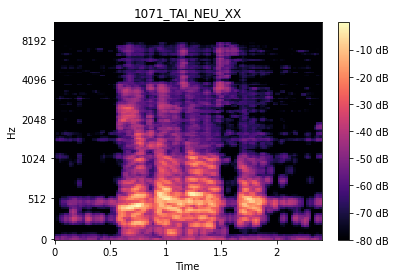 1071_TAI_NEU_XX
8192
4096
2048
1024
512
0
Hz
0 0.5 1 1.5 2
Time
-10 dB
-20 dB
-30 dB
-40 dB
-50 dB
-60 dB
-70 dB
-80 dB